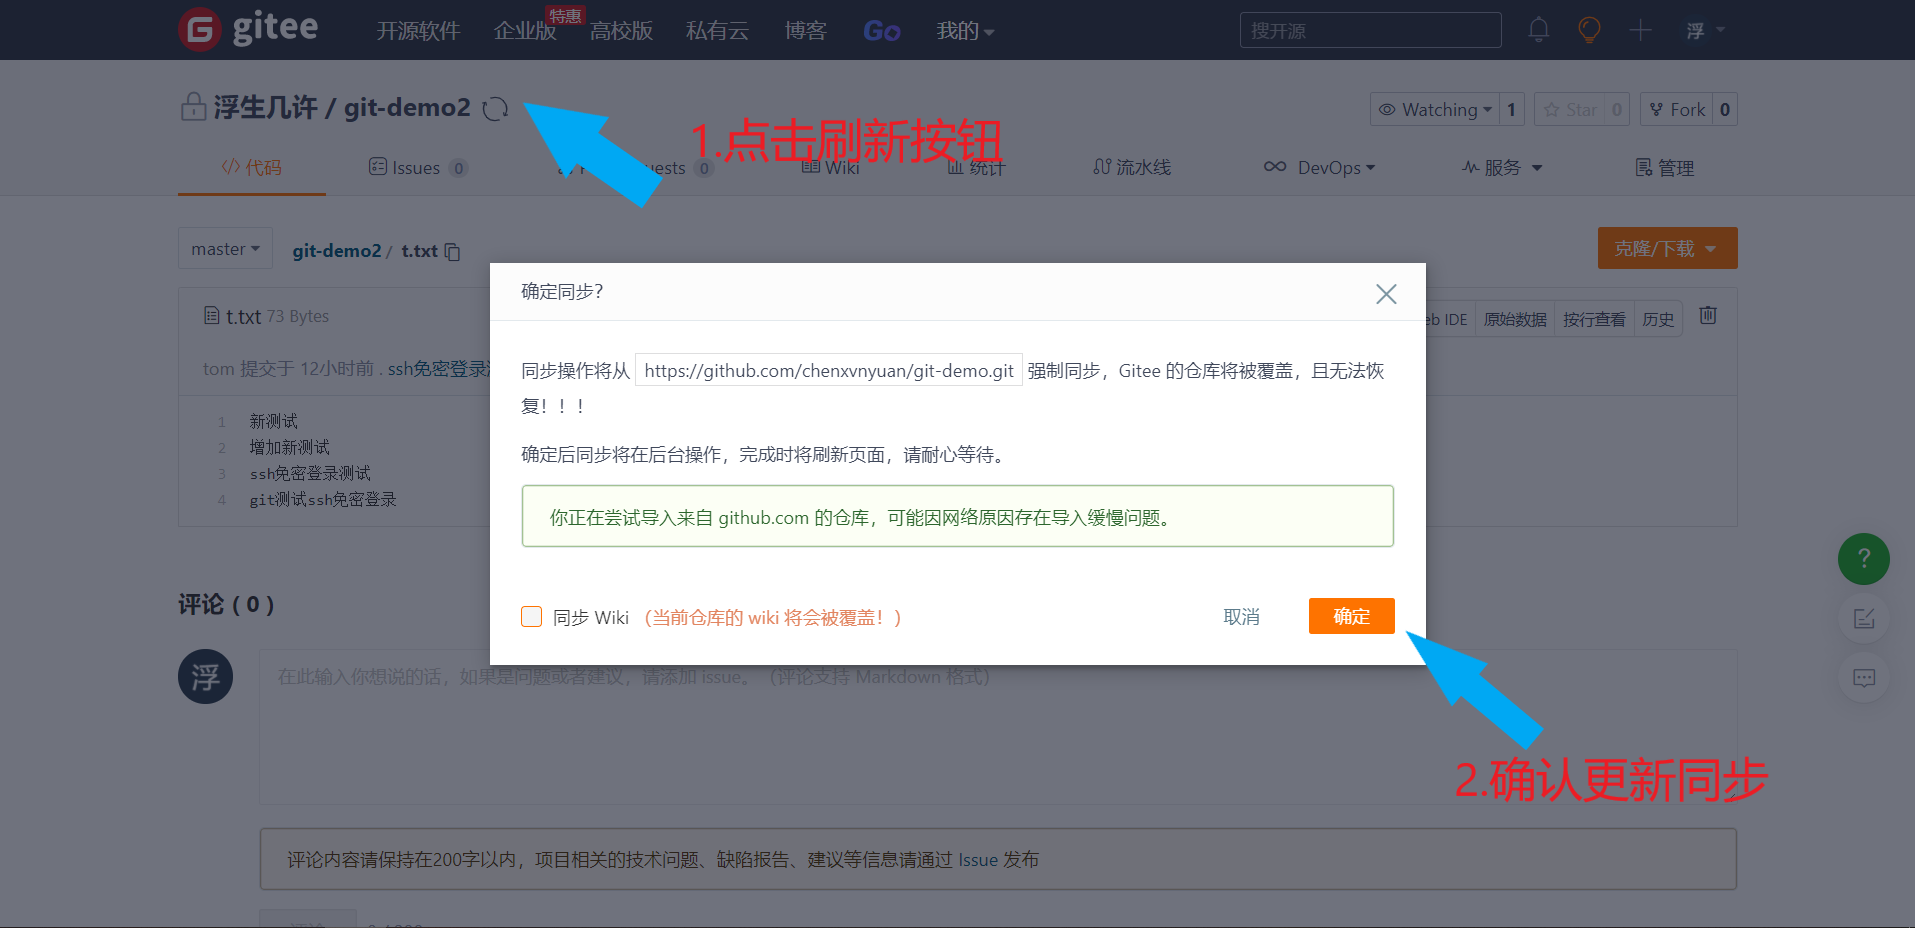 gitee 开源软件 企业版 特惠 高校版 私有云 博客 Go 我的 搜开源 浮
浮生几许 / git-demo2 Watching 1 Star 0 Fork 0
1.点击刷新按钮
代码 Issues 0 uests 0 Wiki 统计 流水线 DevOps 服务 管理
master git-demo2 / t.txt 克隆/下载
确定同步?
t.txt 73 Bytes eb IDE 原始数据 按行查看 历史
tom 提交于 12小时前 . ssh免密登录
同步操作将从 https://github.com/chenxvnyuan/git-demo.git 强制同步，Gitee 的仓库将被覆盖，且无法恢
复！！！
1 新测试
2 增加新测试
3 ssh免密登录测试
4 git测试ssh免密登录
确定后同步将在后台操作，完成时将刷新页面，请耐心等待。
你正在尝试导入来自 github.com 的仓库，可能因网络原因存在导入缓慢问题。
?
评论 ( 0 )
同步 Wiki （当前仓库的 wiki 将会被覆盖！） 取消 确定
浮 在此输入你想说的话，如果是问题或者建议，请添加 issue。（评论支持 Markdown 格式）
2.确认更新同步
评论内容请保持在200字以内，项目相关的技术问题、缺陷报告、建议等信息请通过 Issue 发布